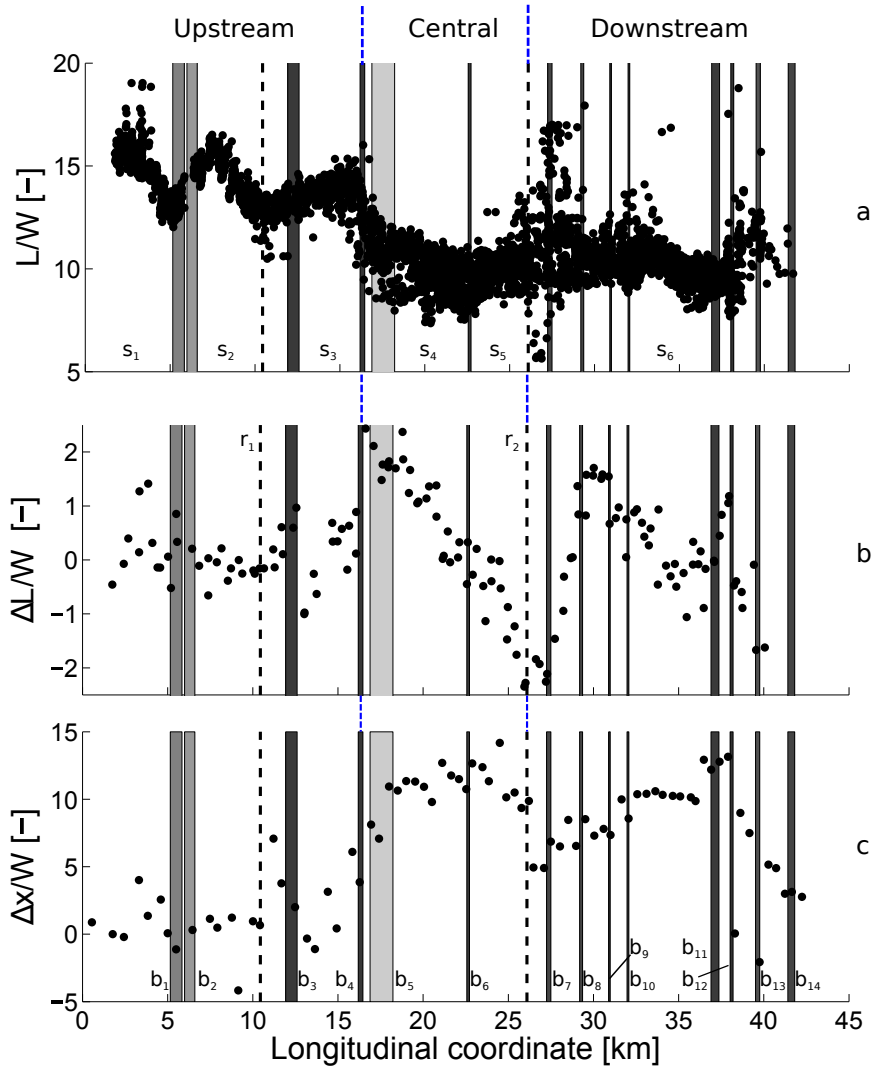 Upstream Central Downstream
20
15
10
5
L/W [−]
s1 s2 s3 s4 s5 s6
a
2
1
0
−1
−2
ΔL/W [−]
r1 r2
b
15
10
5
0
−5
Δx/W [−]
b9 b11
b1 b2 b3 b4 b5 b6 b7 b8 b10 b12 b13 b14
c
0 5 10 15 20 25 30 35 40 45
Longitudinal coordinate [km]